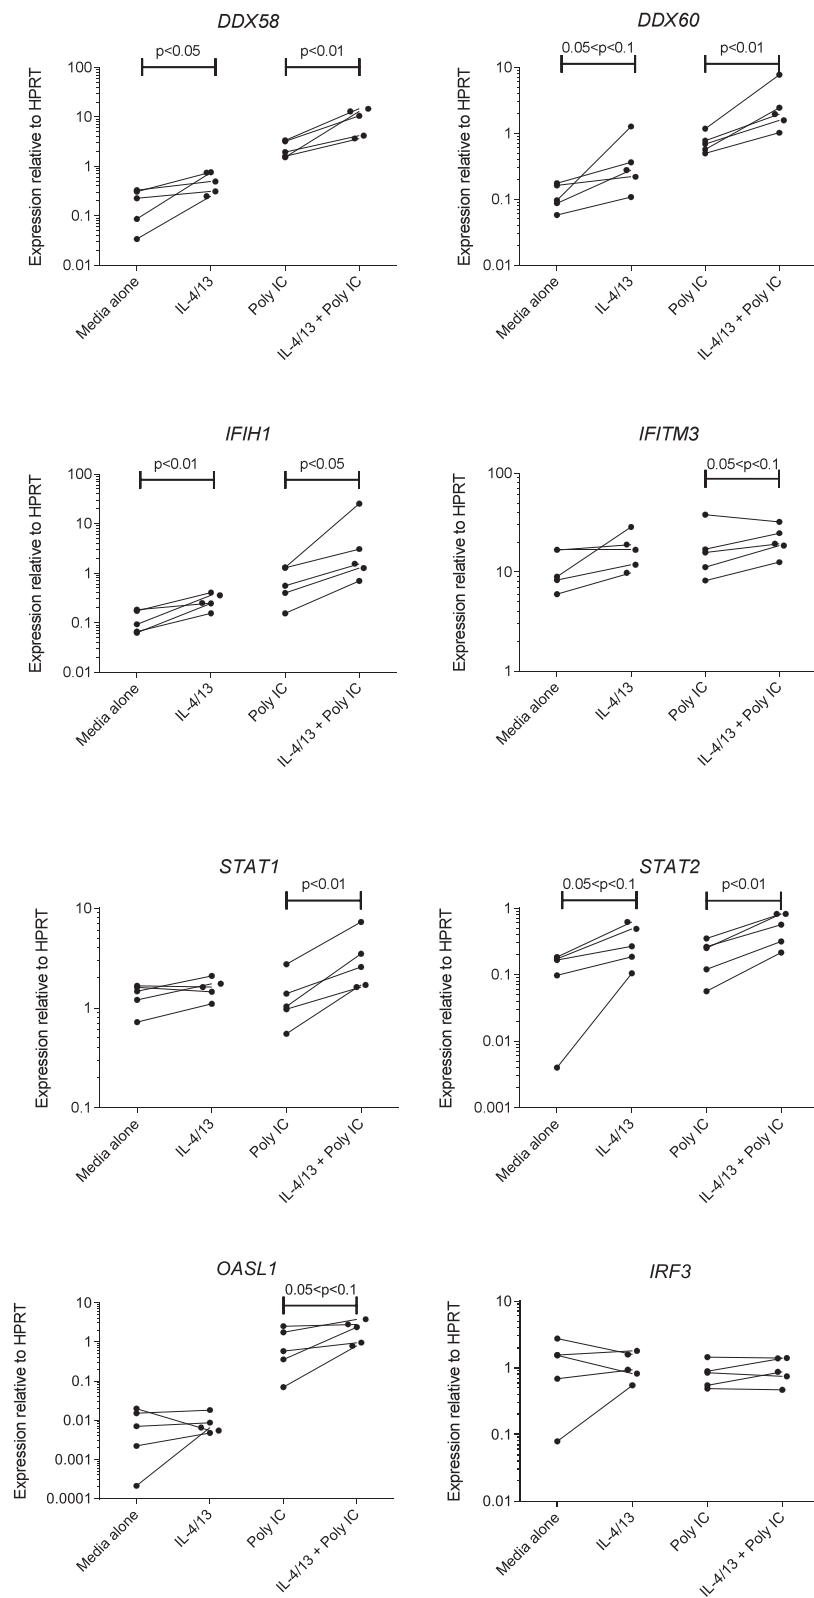 DDX58
p<0.05 p<0.01
Expression relative to HPRT
100
10
1
0.1
0.01
Media alone
IL-4/13
Poly IC
IL-4/13 + Poly IC
DDX60
0.05<p<0.1 p<0.01
Expression relative to HPRT
10
1
0.1
0.01
Media alone
IL-4/13
Poly IC
IL-4/13 + Poly IC
IFIH1
p<0.01 p<0.05
Expression relative to HPRT
100
10
1
0.1
0.01
Media alone
IL-4/13
Poly IC
IL-4/13 + Poly IC
IFITM3
0.05<p<0.1
Expression relative to HPRT
100
10
1
Media alone
IL-4/13
Poly IC
IL-4/13 + Poly IC
STAT1
p<0.01
Expression relative to HPRT
10
1
0.1
Media alone
IL-4/13
Poly IC
IL-4/13 + Poly IC
STAT2
0.05<p<0.1 p<0.01
Expression relative to HPRT
1
0.1
0.01
0.001
Media alone
IL-4/13
Poly IC
IL-4/13 + Poly IC
OASL1
0.05<p<0.1
Expression relative to HPRT
10
1
0.1
0.01
0.001
0.0001
Media alone
IL-4/13
Poly IC
IL-4/13 + Poly IC
IRF3
Expression relative to HPRT
10
1
0.1
0.01
Media alone
IL-4/13
Poly IC
IL-4/13 + Poly IC